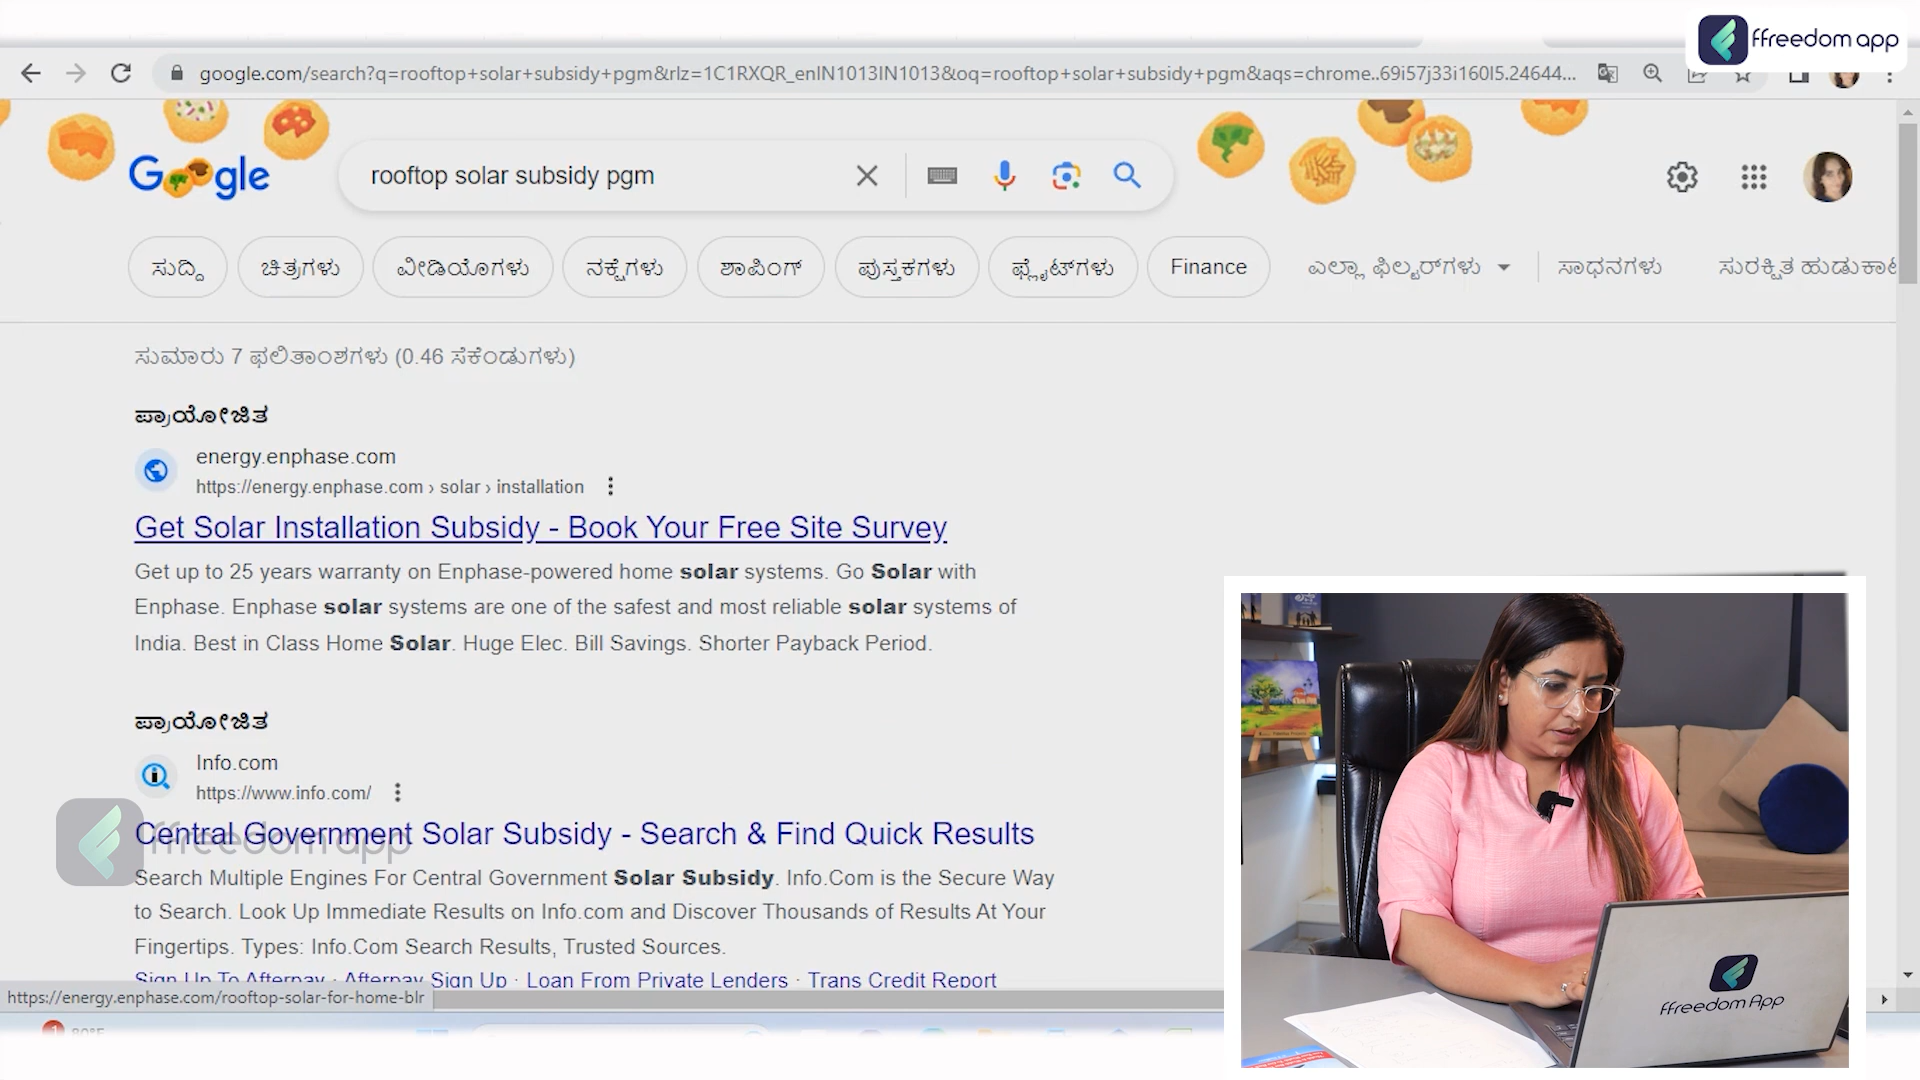 ffreedom app
google.com/search?q=rooftop+solar+subsidy+pgm&rlz=1C1RXQR_enIN1013IN1013&oq=rooftop+solar+subsidy+pgm&aqs=chrome..69i57j33i160l5.24644...
Google
rooftop solar subsidy pgm
ಸುದ್ದಿ ಚಿತ್ರಗಳು ವೀಡಿಯೊಗಳು ನಕ್ಷೆಗಳು ಶಾಪಿಂಗ್ ಪುಸ್ತಕಗಳು ಫ್ಲೈಟ್‌ಗಳು Finance ಎಲ್ಲಾ ಫಿಲ್ಟರ್‌ಗಳು ಸಾಧನಗಳು ಸುರಕ್ಷಿತ
ಸುಮಾರು 7 ಫಲಿತಾಂಶಗಳು (0.46 ಸೆಕೆಂಡುಗಳು)
ಪ್ರಾಯೋಜಿತ
energy.enphase.com
https://energy.enphase.com › solar › installation
Get Solar Installation Subsidy - Book Your Free Site Survey
Get up to 25 years warranty on Enphase-powered home solar systems. Go Solar with
Enphase. Enphase solar systems are one of the safest and most reliable solar systems of
India. Best in Class Home Solar. Huge Elec. Bill Savings. Shorter Payback Period.
ಪ್ರಾಯೋಜಿತ
Info.com
https://www.info.com/
Central Government Solar Subsidy - Search & Find Quick Results
ffreedom app
Search Multiple Engines For Central Government Solar Subsidy. Info.Com is the Secure Way
to Search. Look Up Immediate Results on Info.com and Discover Thousands of Results At Your
Fingertips. Types: Info.Com Search Results, Trusted Sources.
Sign Up To Afterpay · Afterpay Sign Up · Loan From Private Lenders · Trans Credit Report
https://energy.enphase.com/rooftop-solar-for-home-blr
ffreedom App